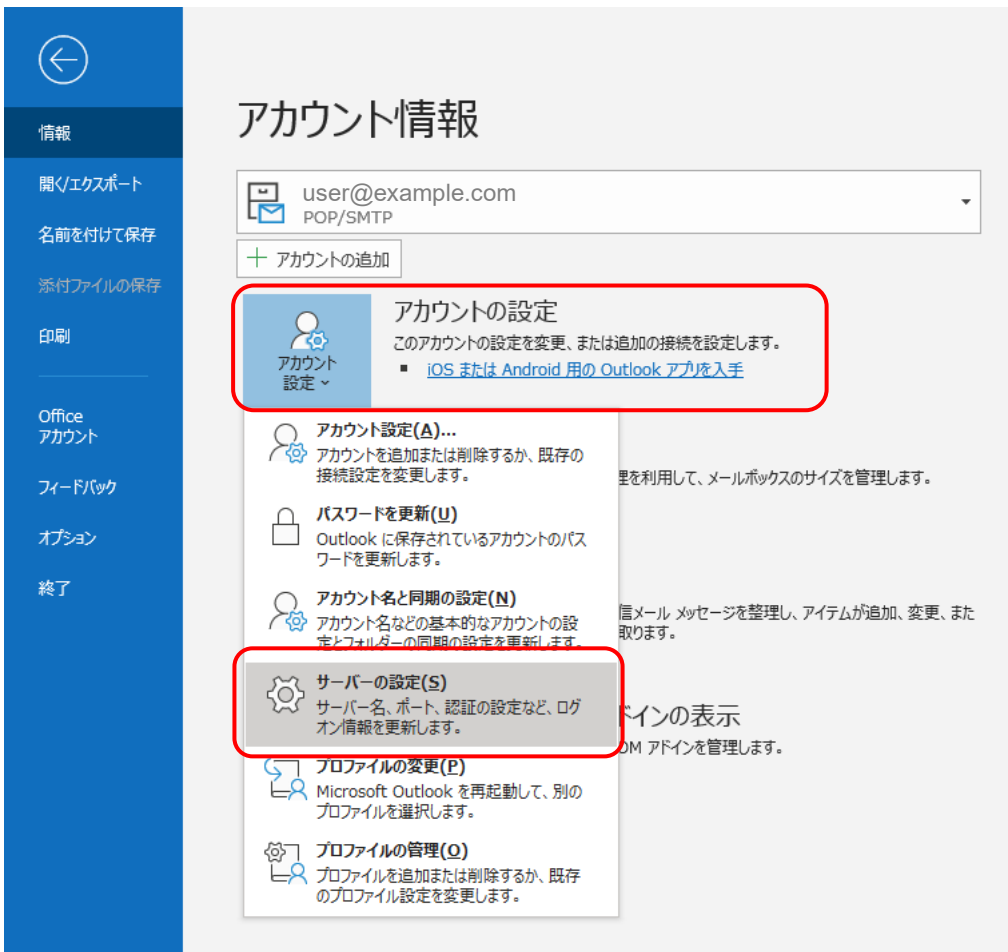 情報
開く/エクスポート
名前を付けて保存
添付ファイルの保存
印刷
Office
アカウント
フィードバック
オプション
終了
アカウント情報
user@example.com
POP/SMTP
アカウントの追加
アカウント
設定
アカウントの設定
このアカウントの設定を変更、または追加の接続を設定します。
iOS または Android 用の Outlook アプリを入手
アカウント設定(A)...
アカウントを追加または削除するか、既存の
接続設定を変更します。
パスワードを更新(U)
Outlook に保存されているアカウントのパス
ワードを更新します。
アカウント名と同期の設定(N)
アカウント名などの基本的なアカウントの設
定とフォルダーの同期の設定を更新します。
サーバーの設定(S)
サーバー名、ポート、認証の設定など、ログ
オン情報を更新します。
プロファイルの変更(P)
Microsoft Outlook を再起動して、別の
プロファイルを選択します。
プロファイルの管理(O)
プロファイルを追加または削除するか、既存
のプロファイル設定を変更します。
理を利用して、メールボックスのサイズを管理します。
信メール メッセージを整理し、アイテムが追加、変更、また
取ります。
ドインの表示
OM アドインを管理します。